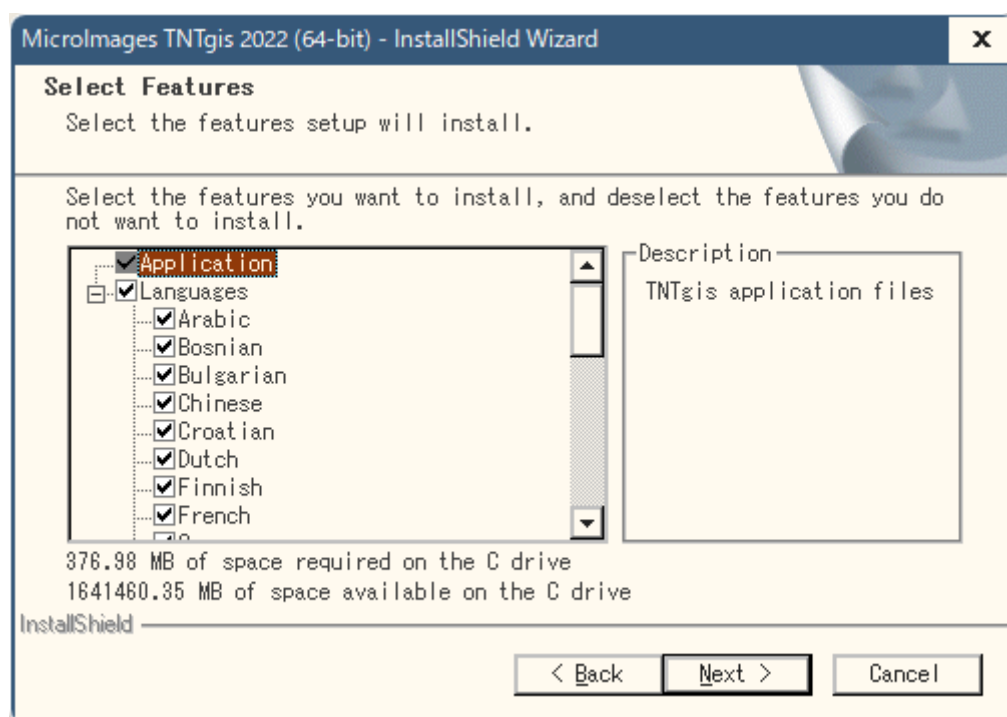 MicroImages TNTgis 2022 (64-bit) - InstallShield Wizard
x
Select Features
Select the features setup will install.
Select the features you want to install, and deselect the features you do
not want to install.
Application
Languages
Arabic
Bosnian
Bulgarian
Chinese
Croatian
Dutch
Finnish
French
Description
TNTgis application files
376.98 MB of space required on the C drive
1641460.35 MB of space available on the C drive
InstallShield
< Back
Next >
Cancel